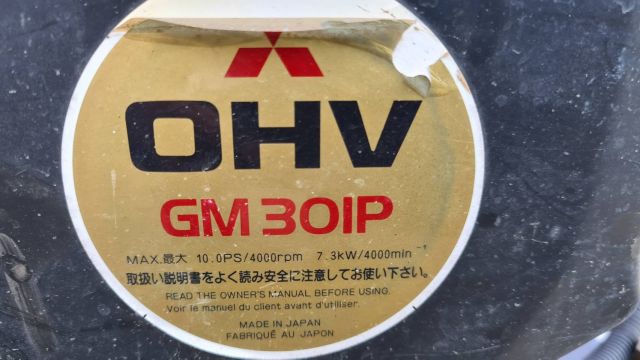 OHV
GM301P
MAX.最大 10.0PS/4000rpm 7.3kW/4000min⁻¹
取扱い説明書をよく読み安全に注意してお使い下さい。
READ THE OWNER'S MANUAL BEFORE USING.
Voir le manuel du client avant d'utiliser.
MADE IN JAPAN
FABRIQUÉ AU JAPON